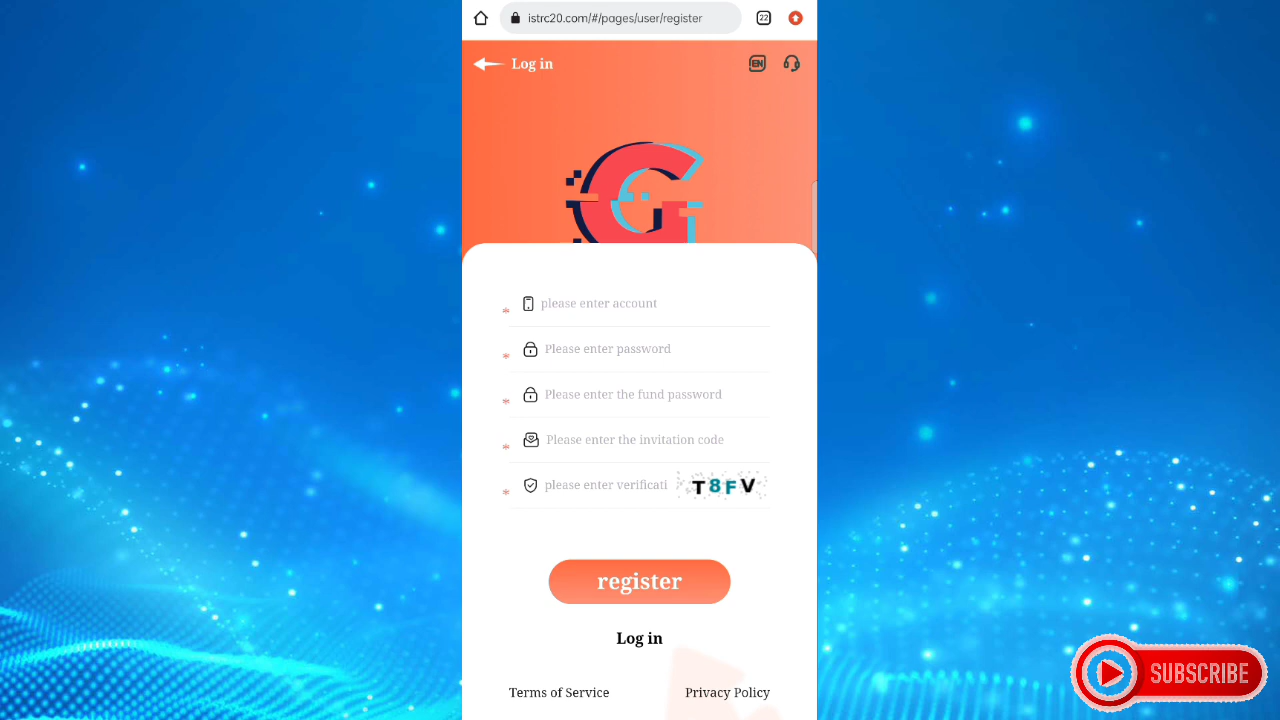 istrc20.com/#/pages/user/register
22
Log in
EN
G
* please enter account
* Please enter password
* Please enter the fund password
* Please enter the invitation code
* please enter verificati T8FV
register
Log in
Terms of Service Privacy Policy
SUBSCRIBE